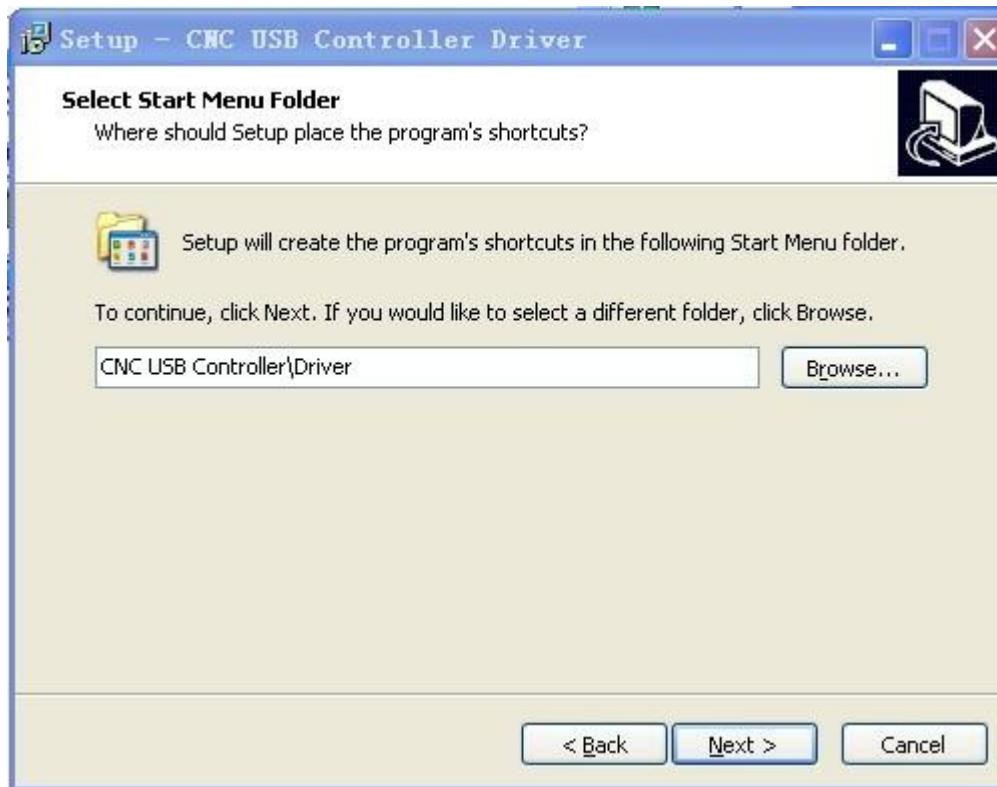 Setup - CNC USB Controller Driver
Select Start Menu Folder
Where should Setup place the program's shortcuts?
Setup will create the program's shortcuts in the following Start Menu folder.
To continue, click Next. If you would like to select a different folder, click Browse.
CNC USB Controller\Driver
Browse...
< Back
Next >
Cancel